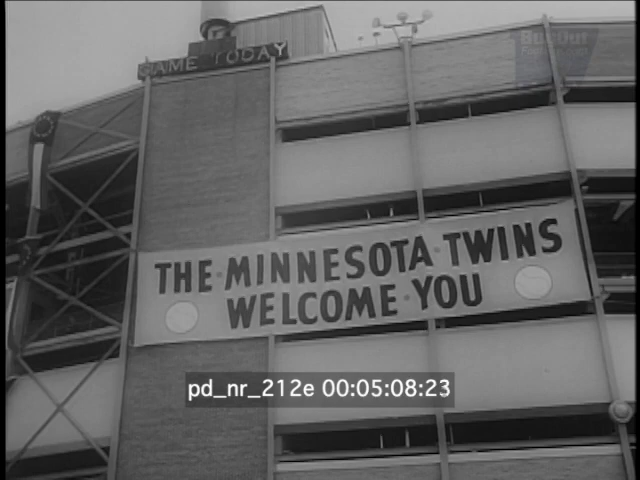 GAME TODAY
THE·MINNESOTA·TWINS
WELCOME·YOU
pd_nr_212e 00:05:08:23